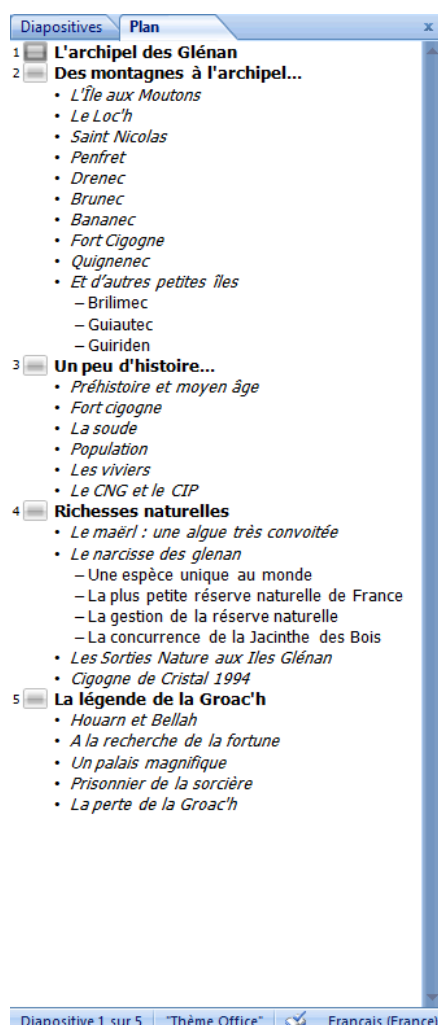 Diapositives Plan x
1 L'archipel des Glénan
2 Des montagnes à l'archipel...
• L'Île aux Moutons
• Le Loc'h
• Saint Nicolas
• Penfret
• Drenec
• Brunec
• Bananec
• Fort Cigogne
• Quignenec
• Et d'autres petites îles
– Brilimec
– Guiautec
– Guiriden
3 Un peu d'histoire...
• Préhistoire et moyen âge
• Fort cigogne
• La soude
• Population
• Les viviers
• Le CNG et le CIP
4 Richesses naturelles
• Le maërl : une algue très convoitée
• Le narcisse des glenan
– Une espèce unique au monde
– La plus petite réserve naturelle de France
– La gestion de la réserve naturelle
– La concurrence de la Jacinthe des Bois
• Les Sorties Nature aux Iles Glénan
• Cigogne de Cristal 1994
5 La légende de la Groac'h
• Houarn et Bellah
• A la recherche de la fortune
• Un palais magnifique
• Prisonnier de la sorcière
• La perte de la Groac'h
Diapositive 1 sur 5 "Thème Office" Français (France)